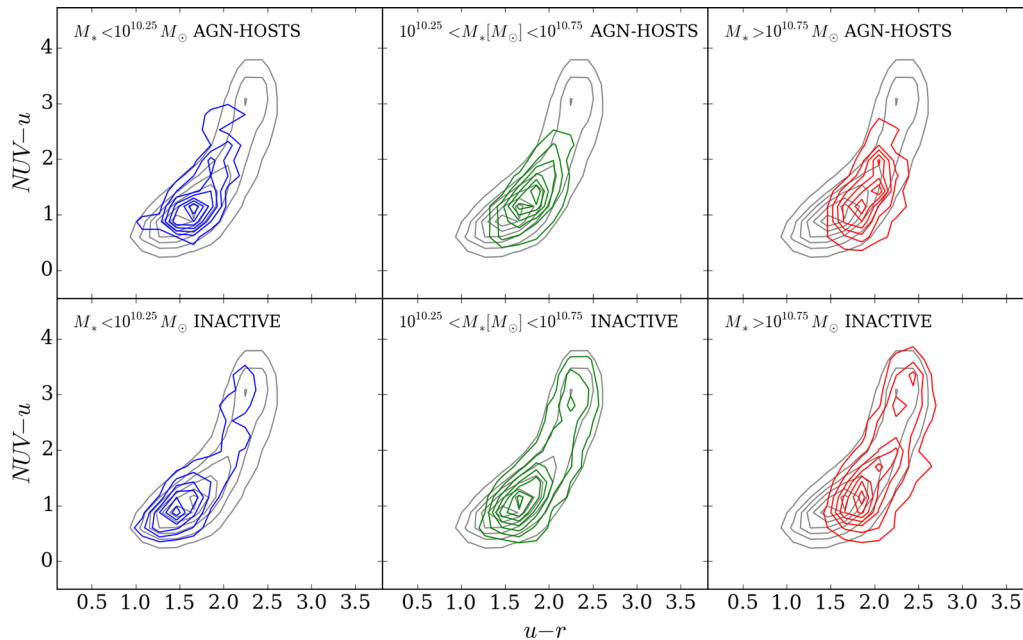 M* < 10^10.25 M⊙ AGN-HOSTS
10^10.25 < M*[M⊙] < 10^10.75 AGN-HOSTS
M* > 10^10.75 M⊙ AGN-HOSTS
NUV−u
4
3
2
1
0
M* < 10^10.25 M⊙ INACTIVE
10^10.25 < M*[M⊙] < 10^10.75 INACTIVE
M* > 10^10.75 M⊙ INACTIVE
NUV−u
4
3
2
1
0
0.5 1.0 1.5 2.0 2.5 3.0 3.5
0.5 1.0 1.5 2.0 2.5 3.0 3.5
0.5 1.0 1.5 2.0 2.5 3.0 3.5
u−r